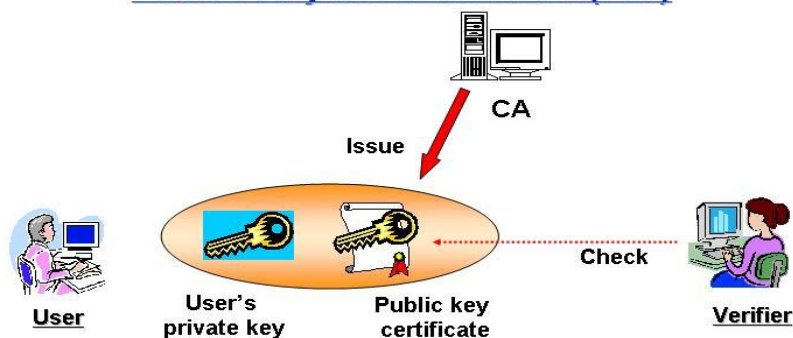 CA
Issue
Check
User
User's
private key
Public key
certificate
Verifier